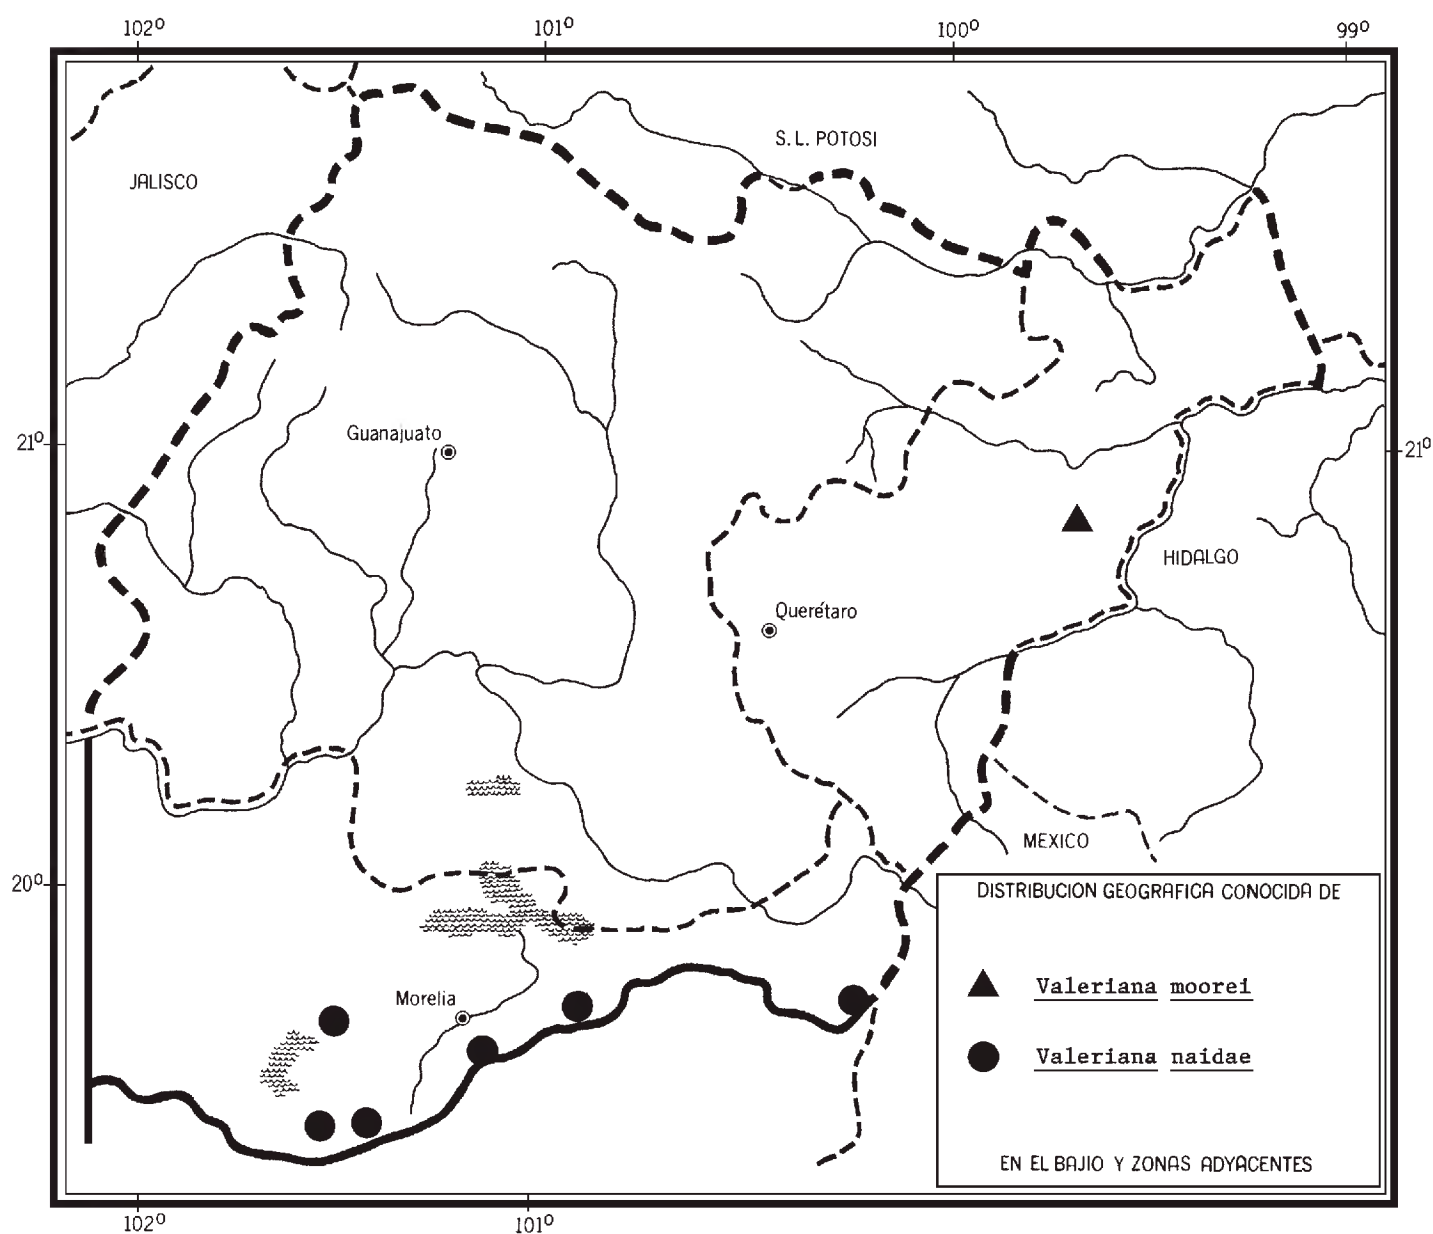 102º
101º
100º
99º
S. L. POTOSI
JALISCO
Guanajuato
21º
21º
HIDALGO
Querétaro
MEXICO
20º
DISTRIBUCION GEOGRAFICA CONOCIDA DE
Valeriana moorei
Morelia
Valeriana naidae
EN EL BAJIO Y ZONAS ADYACENTES
102º
101º